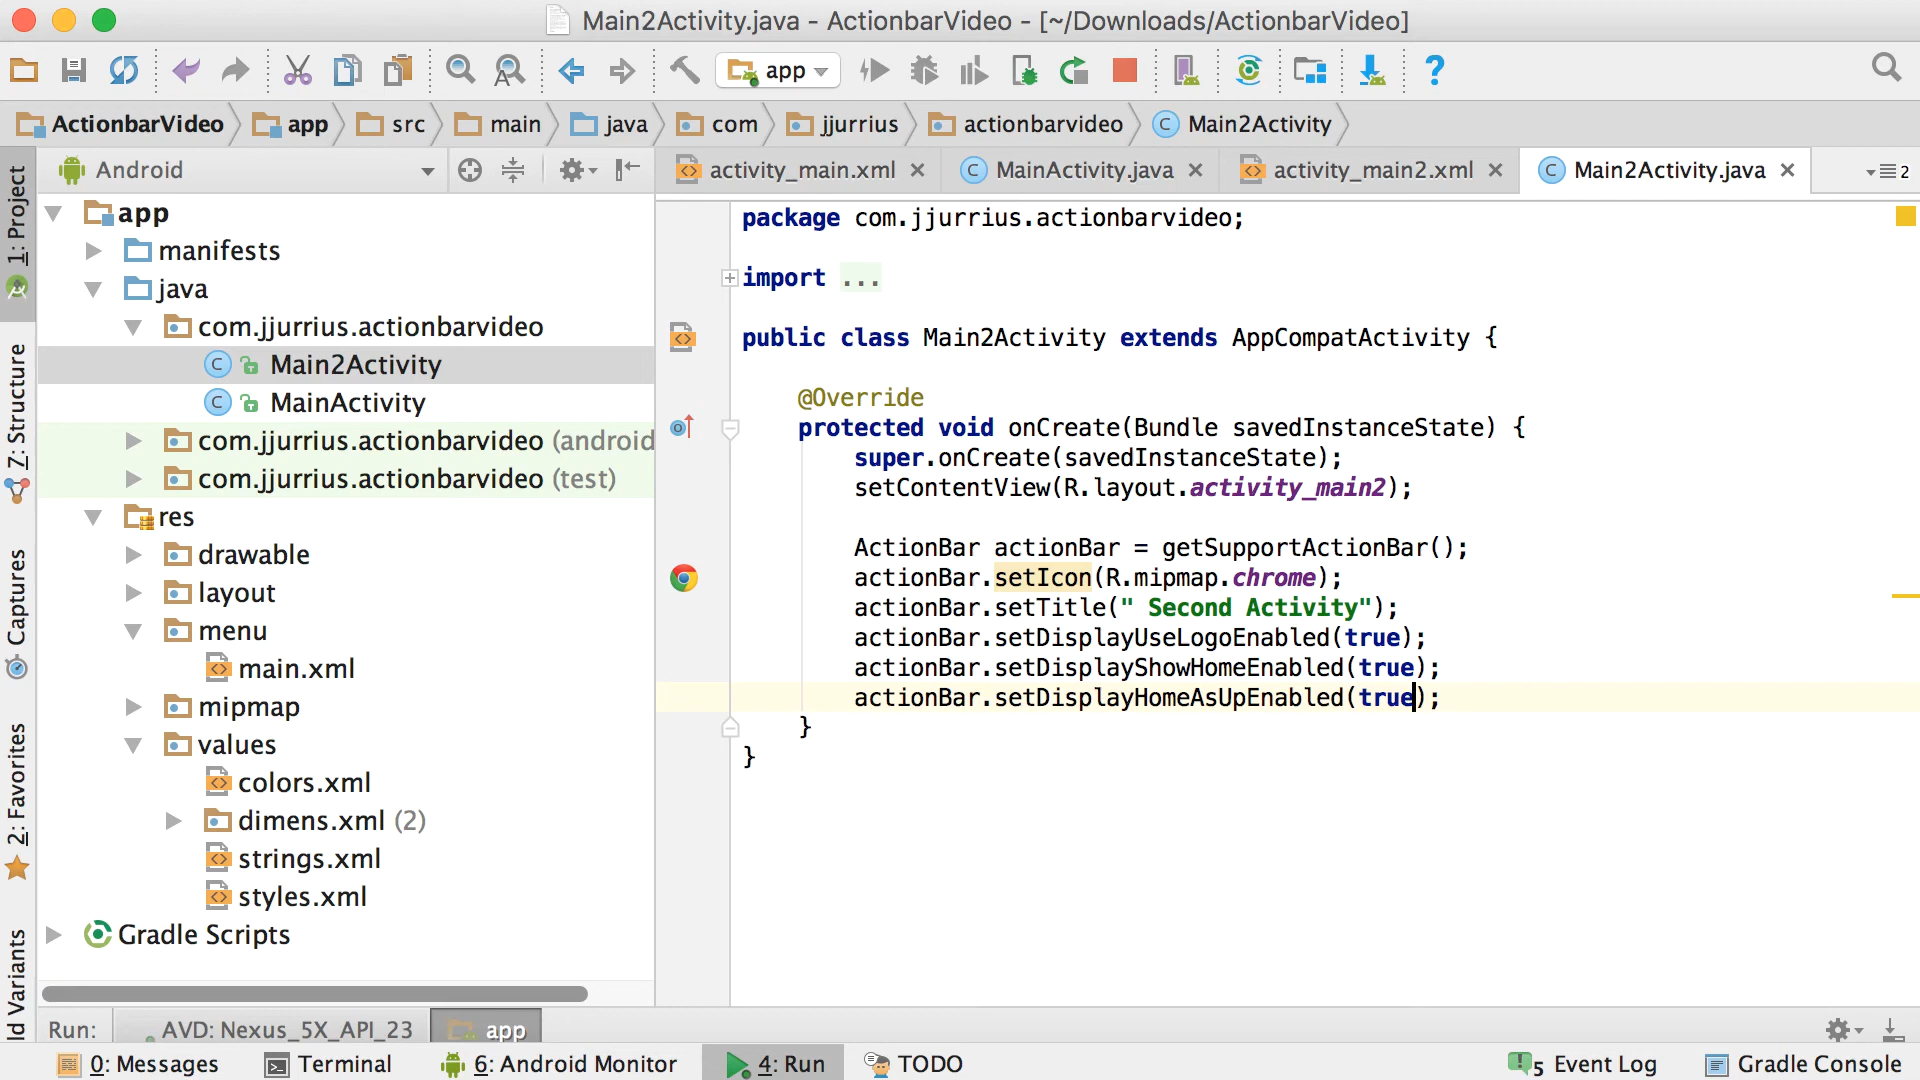 Main2Activity.java - ActionbarVideo - [~/Downloads/ActionbarVideo]
app
ActionbarVideo app src main java com jjurrius actionbarvideo Main2Activity
Android
activity_main.xml MainActivity.java activity_main2.xml Main2Activity.java 2
1: Project
Z: Structure
Captures
2: Favorites
ld Variants
app
manifests
java
com.jjurrius.actionbarvideo
Main2Activity
MainActivity
com.jjurrius.actionbarvideo (android
com.jjurrius.actionbarvideo (test)
res
drawable
layout
menu
main.xml
mipmap
values
colors.xml
dimens.xml (2)
strings.xml
styles.xml
Gradle Scripts
package com.jjurrius.actionbarvideo;
import ...
public class Main2Activity extends AppCompatActivity {
@Override
protected void onCreate(Bundle savedInstanceState) {
super.onCreate(savedInstanceState);
setContentView(R.layout.activity_main2);
ActionBar actionBar = getSupportActionBar();
actionBar.setIcon(R.mipmap.chrome);
actionBar.setTitle(" Second Activity");
actionBar.setDisplayUseLogoEnabled(true);
actionBar.setDisplayShowHomeEnabled(true);
actionBar.setDisplayHomeAsUpEnabled(true);
}
}
Run: AVD: Nexus_5X_API_23 app
0: Messages Terminal 6: Android Monitor 4: Run TODO 5 Event Log Gradle Console